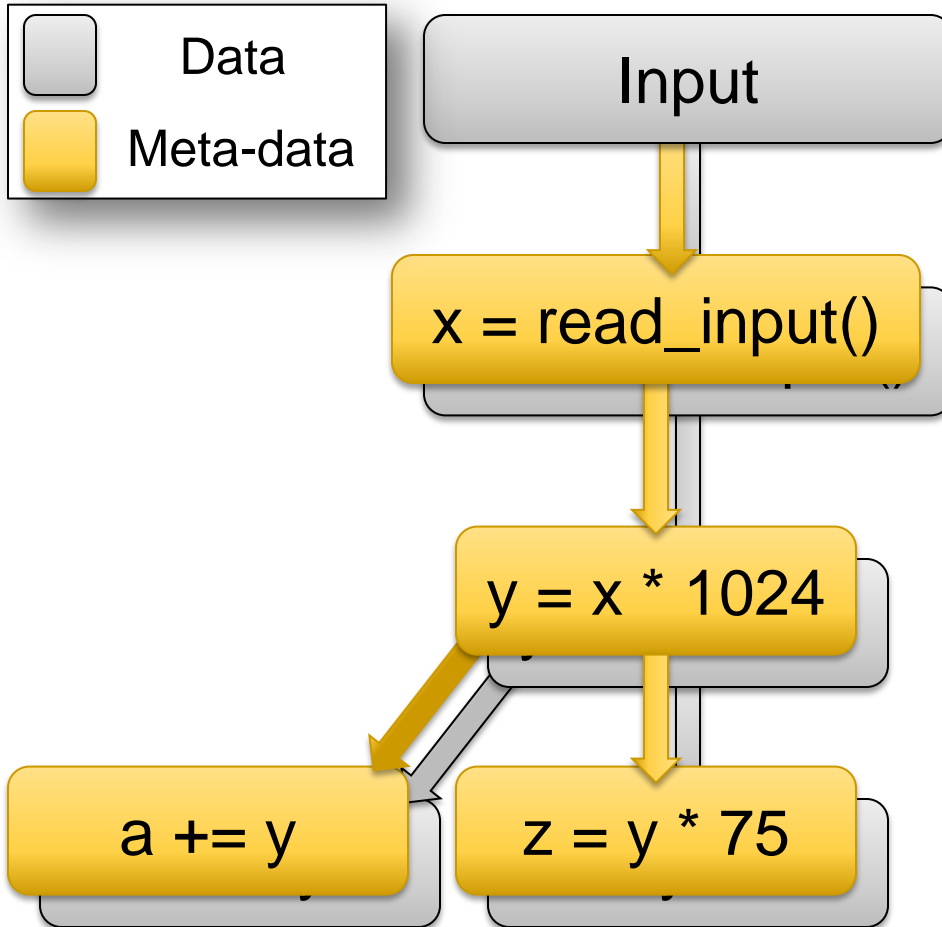 Data
Meta-data
Input
x = read_input()
y = x * 1024
a += y
z = y * 75